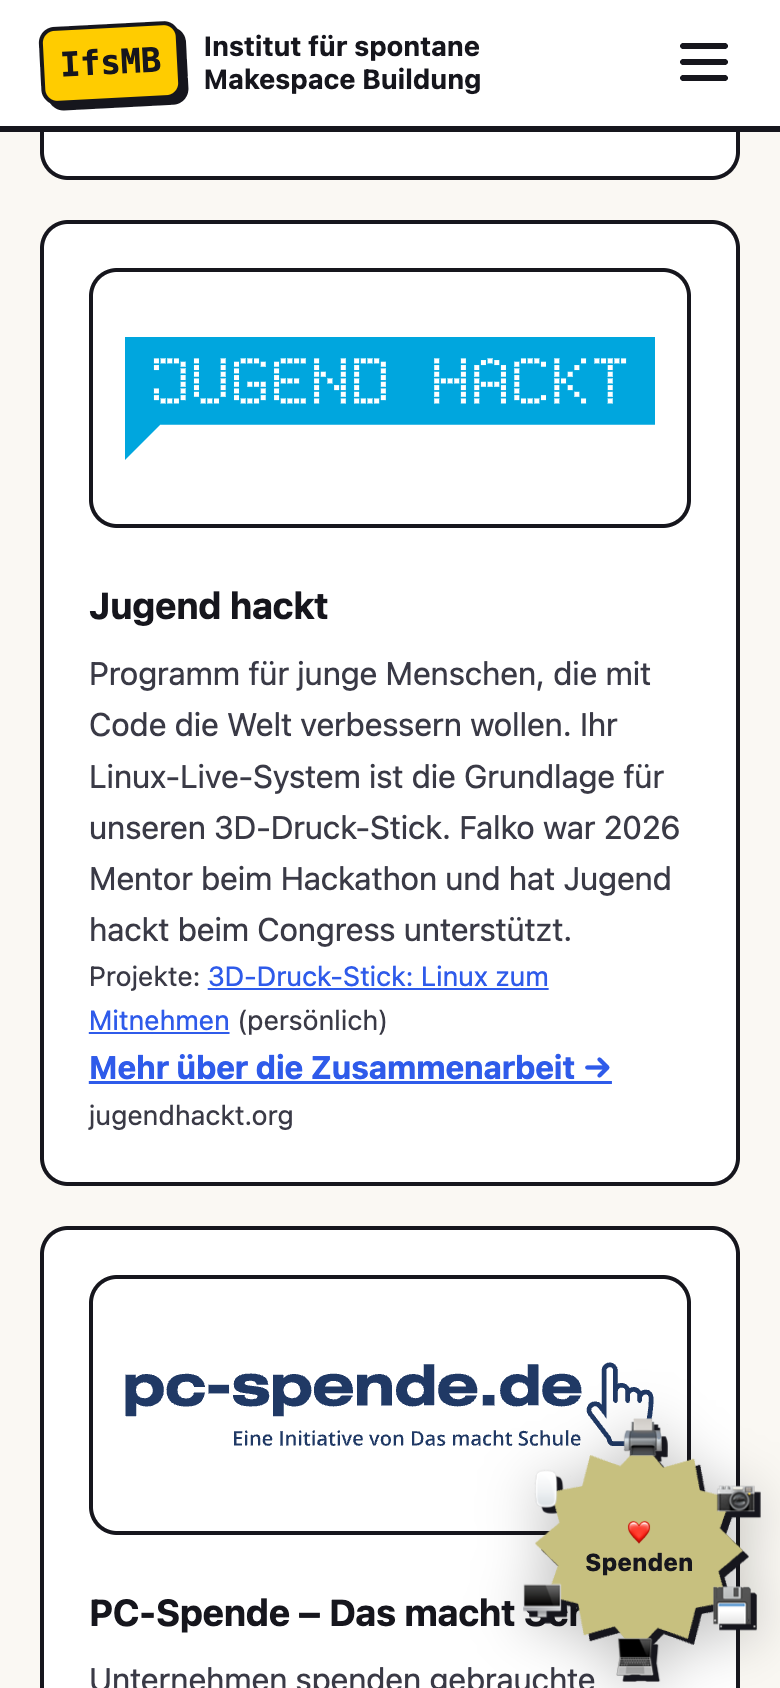 IfsMB
Institut für spontane
Makespace Buildung
JUGEND HACKT
Jugend hackt
Programm für junge Menschen, die mit
Code die Welt verbessern wollen. Ihr
Linux-Live-System ist die Grundlage für
unseren 3D-Druck-Stick. Falko war 2026
Mentor beim Hackathon und hat Jugend
hackt beim Congress unterstützt.
Projekte: 3D-Druck-Stick: Linux zum
Mitnehmen (persönlich)
Mehr über die Zusammenarbeit →
jugendhackt.org
pc-spende.de
Eine Initiative von Das macht Schule
Spenden
PC-Spende – Das macht
Unternehmen spenden gebrauchte